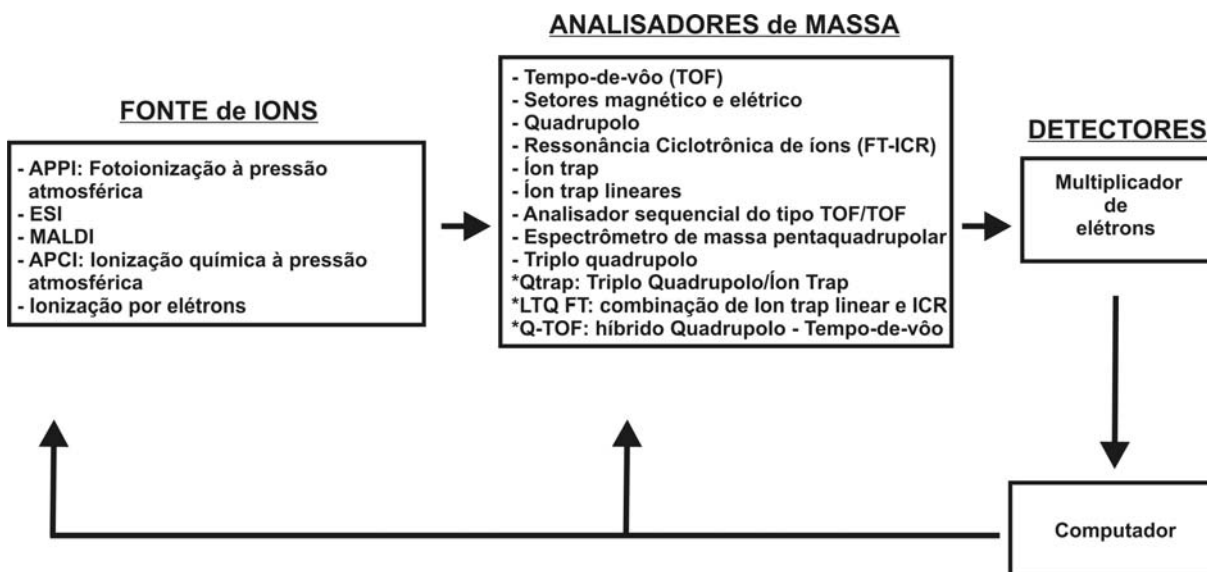 ANALISADORES de MASSA
FONTE de IONS
- APPI: Fotoionização à pressão
atmosférica
- ESI
- MALDI
- APCI: Ionização química à pressão
atmosférica
- Ionização por elétrons
- Tempo-de-vôo (TOF)
- Setores magnético e elétrico
- Quadrupolo
- Ressonância Ciclotrônica de íons (FT-ICR)
- Íon trap
- Íon trap lineares
- Analisador sequencial do tipo TOF/TOF
- Espectrômetro de massa pentaquadrupolar
- Triplo quadrupolo
*Qtrap: Triplo Quadrupolo/Íon Trap
*LTQ FT: combinação de Ion trap linear e ICR
*Q-TOF: híbrido Quadrupolo - Tempo-de-vôo
DETECTORES
Multiplicador
de
elétrons
Computador